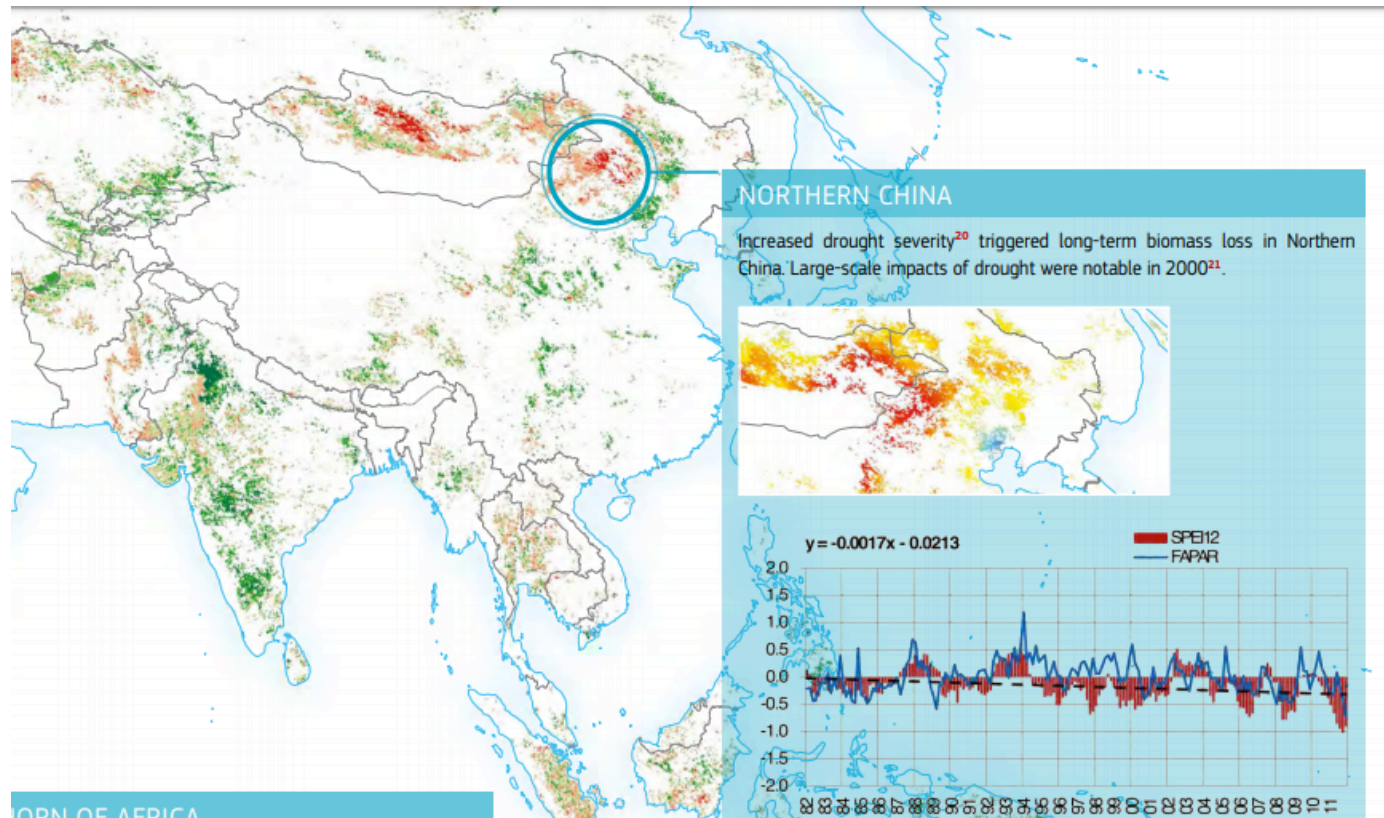 NORTHERN CHINA
Increased drought severity20 triggered long-term biomass loss in Northern
China. Large-scale impacts of drought were notable in 200021.
y = -0.0017x - 0.0213
SPEI12
FAPAR
2.0
1.5
1.0
0.5
0.0
-0.5
-1.0
-1.5
-2.0
82 83 84 85 86 87 88 89 90 91 92 93 94 95 96 97 98 99 00 01 02 03 04 05 06 07 08 09 10 11
HORN OF AFRICA